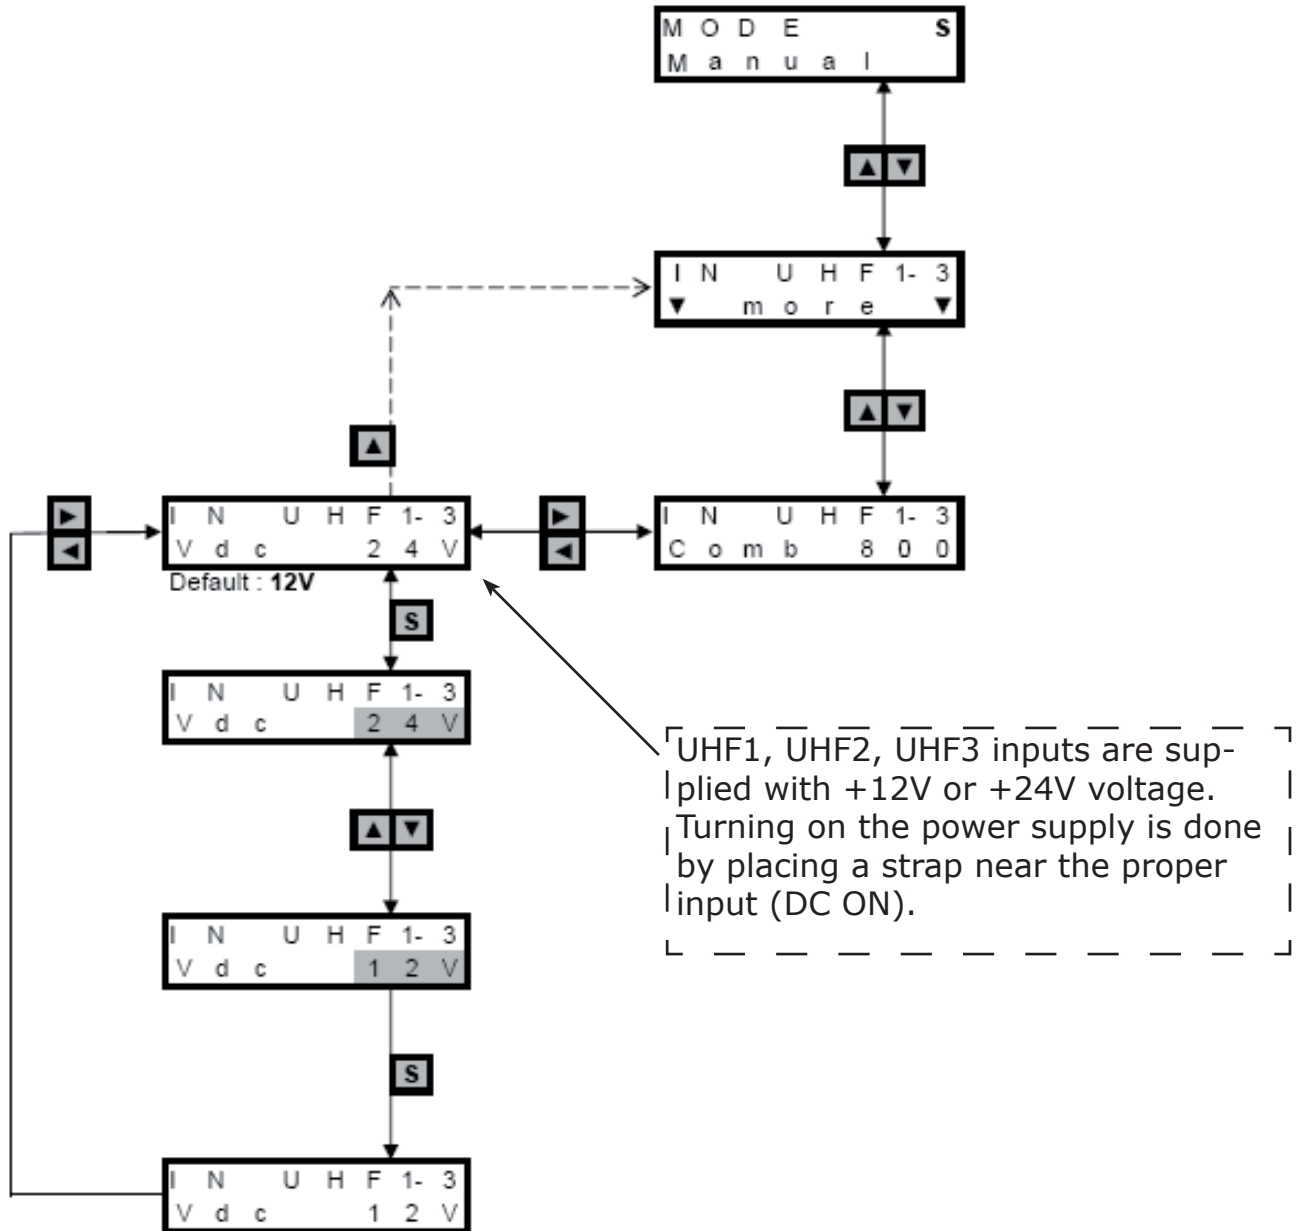 MODE S
Manual
▲ ▼
IN UHF1-3
▼ more ▼
▲ ▼
▲
►
◄
IN UHF1-3
Vdc 24V
Default : 12V
►
◄
IN UHF1-3
Comb 800
S
IN UHF1-3
Vdc 24V
UHF1, UHF2, UHF3 inputs are sup-
plied with +12V or +24V voltage.
Turning on the power supply is done
by placing a strap near the proper
input (DC ON).
▲ ▼
IN UHF1-3
Vdc 12V
S
IN UHF1-3
Vdc 12V